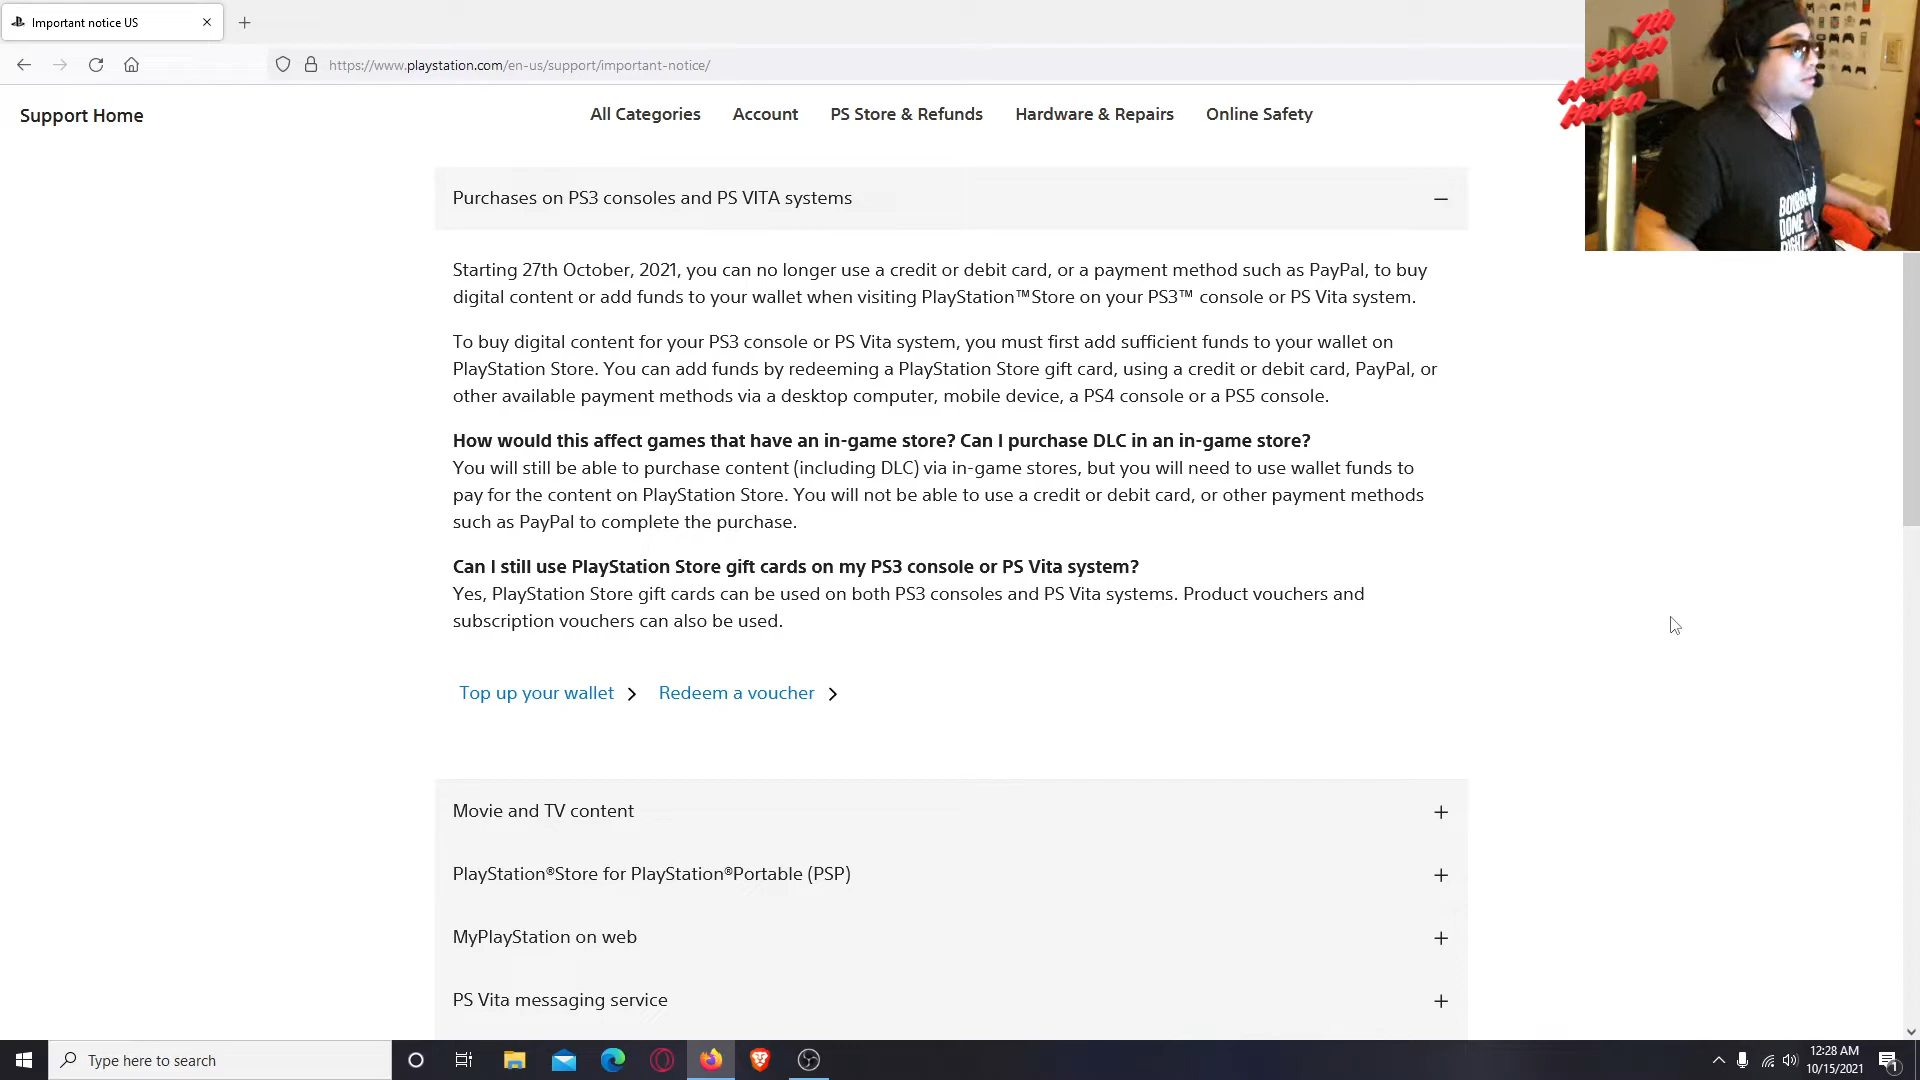 Important notice US
https://www.playstation.com/en-us/support/important-notice/
7th
Seven
Heaven
Haven
Support Home
All Categories
Account
PS Store & Refunds
Hardware & Repairs
Online Safety
Purchases on PS3 consoles and PS VITA systems
Starting 27th October, 2021, you can no longer use a credit or debit card, or a payment method such as PayPal, to buy
digital content or add funds to your wallet when visiting PlayStation™Store on your PS3™ console or PS Vita system.
To buy digital content for your PS3 console or PS Vita system, you must first add sufficient funds to your wallet on
PlayStation Store. You can add funds by redeeming a PlayStation Store gift card, using a credit or debit card, PayPal, or
other available payment methods via a desktop computer, mobile device, a PS4 console or a PS5 console.
How would this affect games that have an in-game store? Can I purchase DLC in an in-game store?
You will still be able to purchase content (including DLC) via in-game stores, but you will need to use wallet funds to
pay for the content on PlayStation Store. You will not be able to use a credit or debit card, or other payment methods
such as PayPal to complete the purchase.
Can I still use PlayStation Store gift cards on my PS3 console or PS Vita system?
Yes, PlayStation Store gift cards can be used on both PS3 consoles and PS Vita systems. Product vouchers and
subscription vouchers can also be used.
Top up your wallet
Redeem a voucher
Movie and TV content
PlayStation®Store for PlayStation®Portable (PSP)
MyPlayStation on web
PS Vita messaging service
Type here to search
12:28 AM
10/15/2021
1
DONE